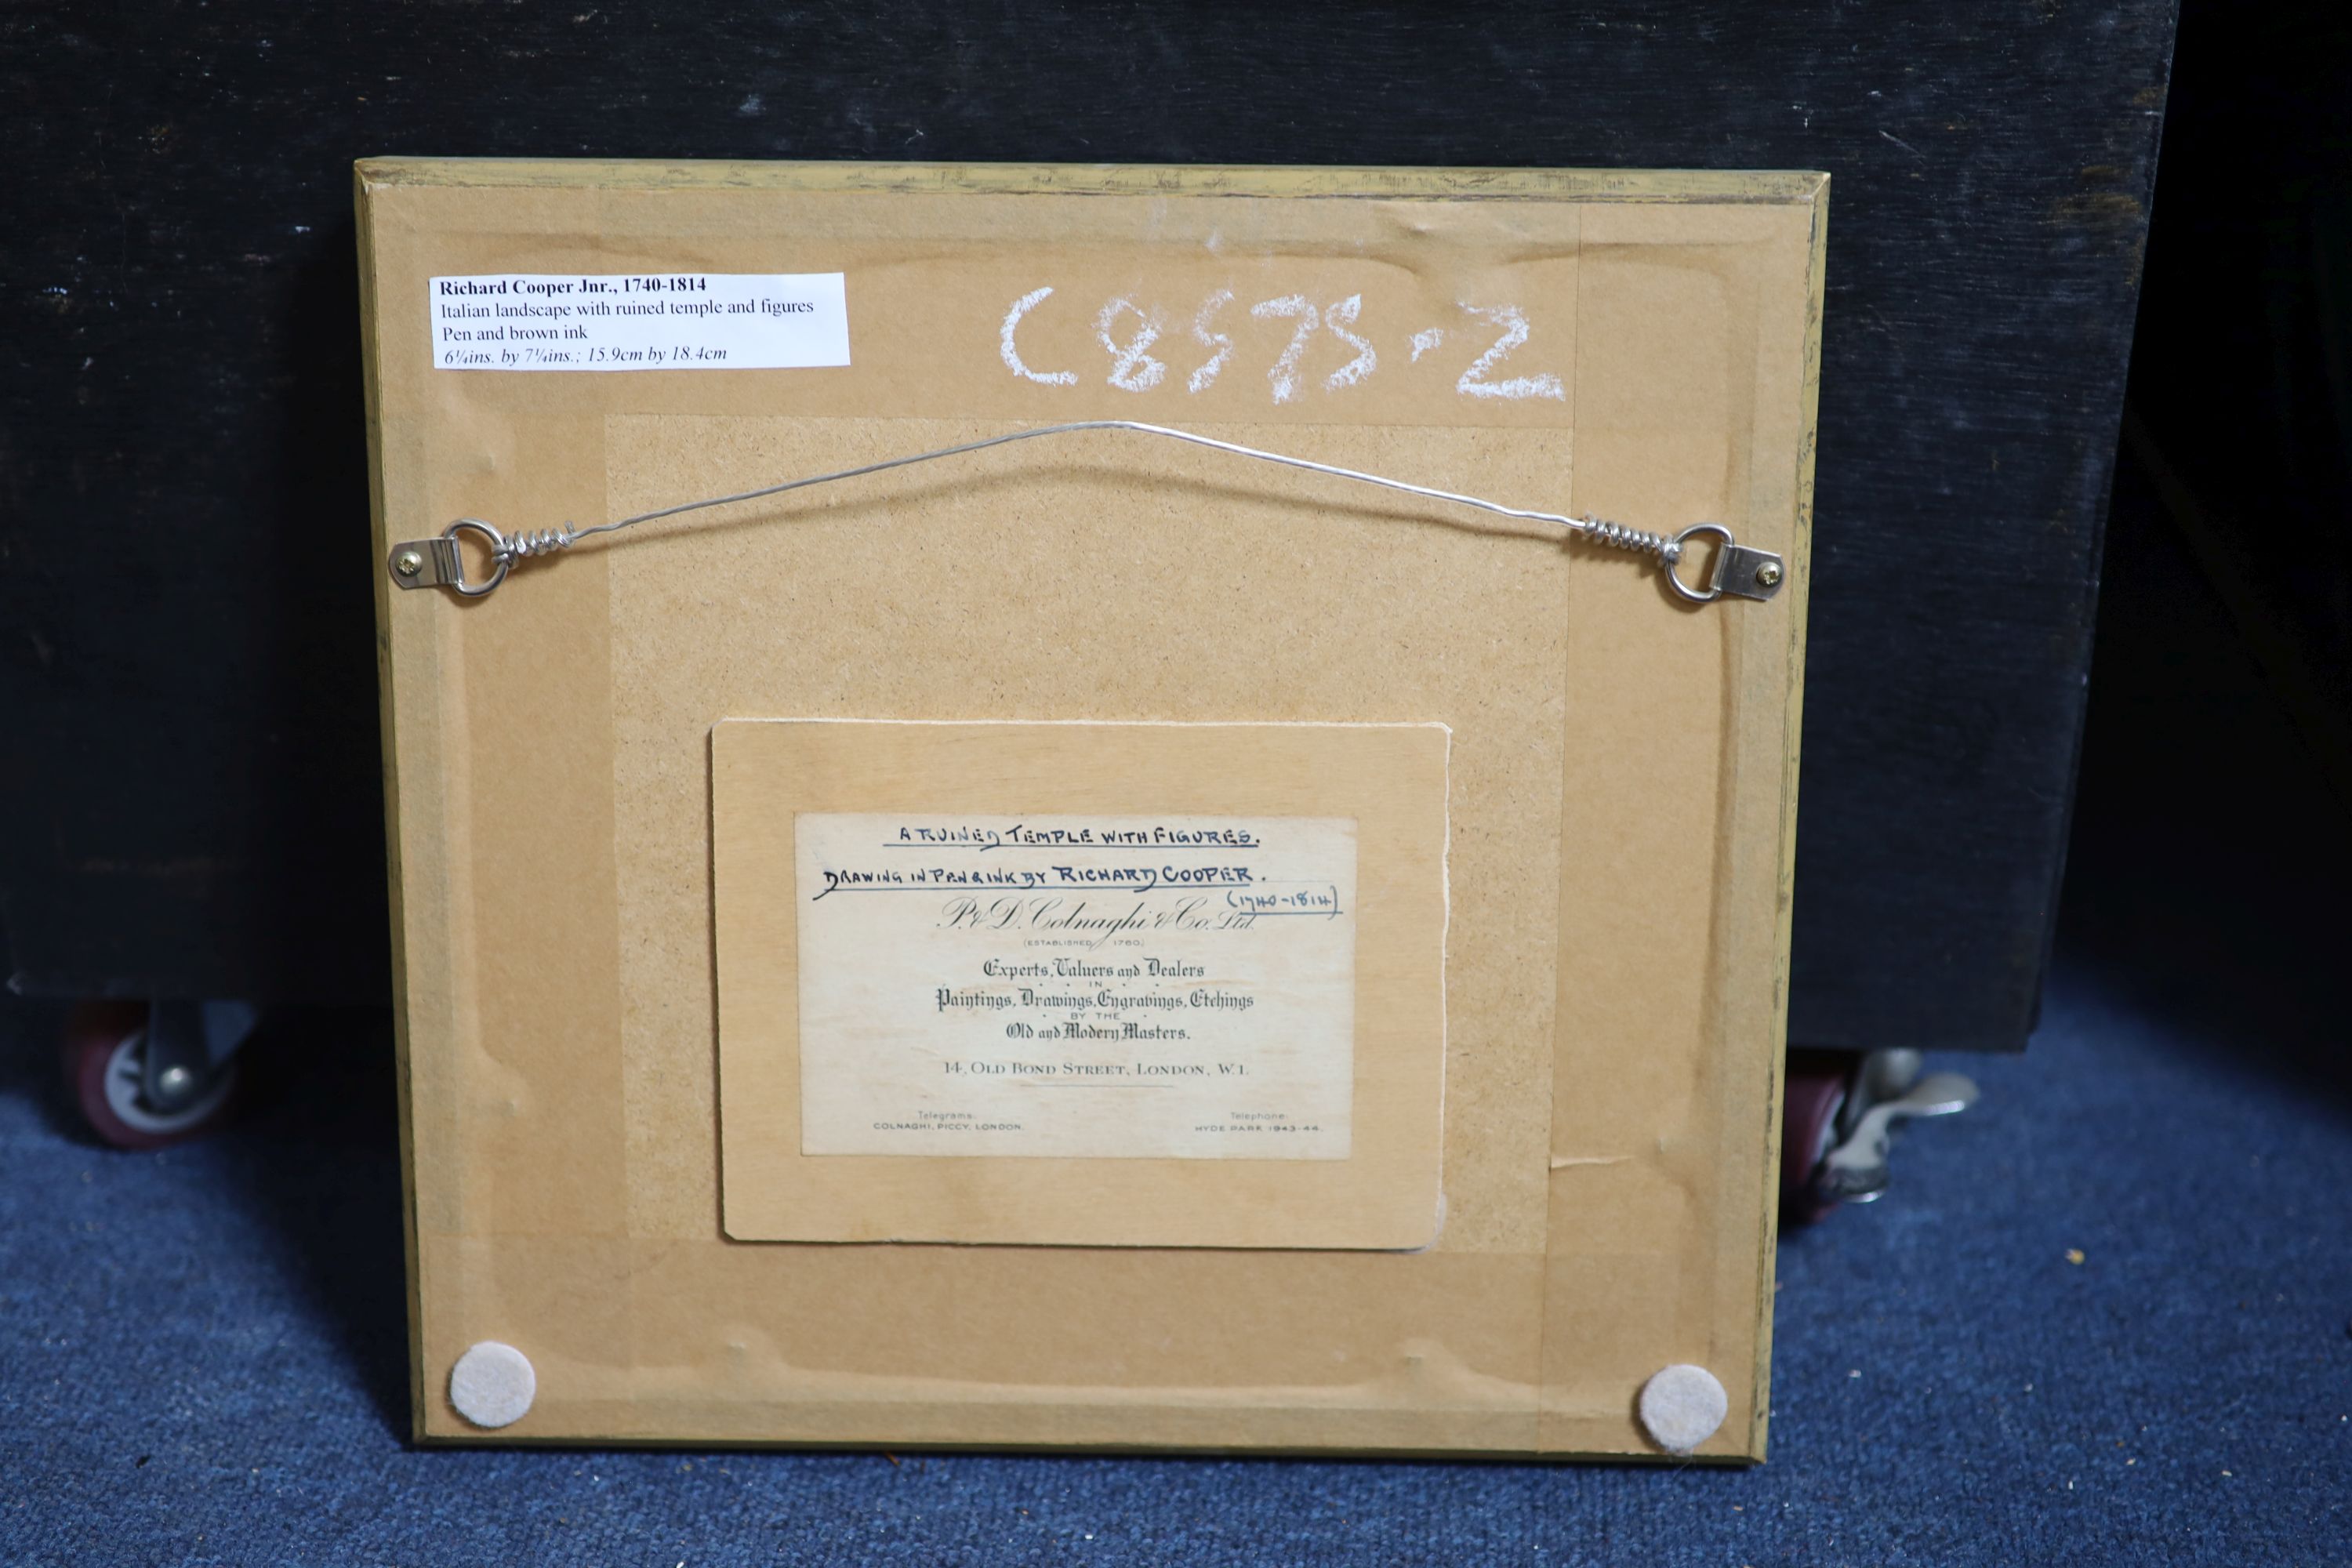 Richard Cooper Jnr., 1740-1814
Italian landscape with ruined temple and figures
Pen and brown ink
6¼ins. by 7¼ins.; 15.9cm by 18.4cm
C8575-2
A RUINED TEMPLE WITH FIGURES.
DRAWING IN PEN & INK BY RICHARD COOPER.
(1740-1814)
P. & D. Colnaghi & Co. Ltd.
(ESTABLISHED 1760)
Experts, Valuers and Dealers
IN
Paintings, Drawings, Engravings, Etchings
BY THE
Old and Modern Masters.
14, OLD BOND STREET, LONDON, W.1.
Telegrams. Telephone.
COLNAGHI, PICCY, LONDON. HYDE PARK 1943-44.